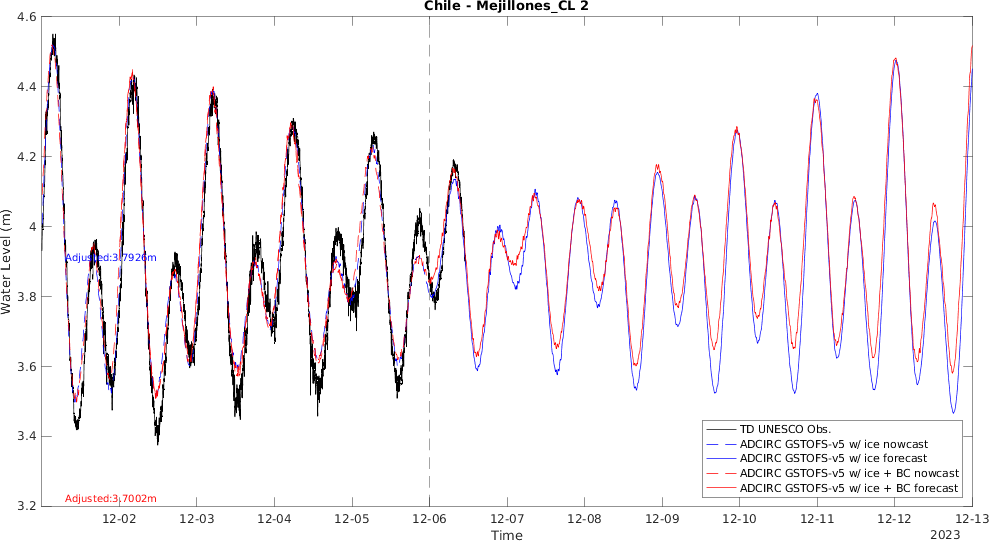 Chile - Mejillones_CL 2
4.6
4.4
4.2
4
3.8
3.6
3.4
3.2
Water Level (m)
Adjusted:3.7926m
Adjusted:3.7002m
TD UNESCO Obs.
ADCIRC GSTOFS-v5 w/ ice nowcast
ADCIRC GSTOFS-v5 w/ ice forecast
ADCIRC GSTOFS-v5 w/ ice + BC nowcast
ADCIRC GSTOFS-v5 w/ ice + BC forecast
12-02 12-03 12-04 12-05 12-06 12-07 12-08 12-09 12-10 12-11 12-12 12-13
Time
2023